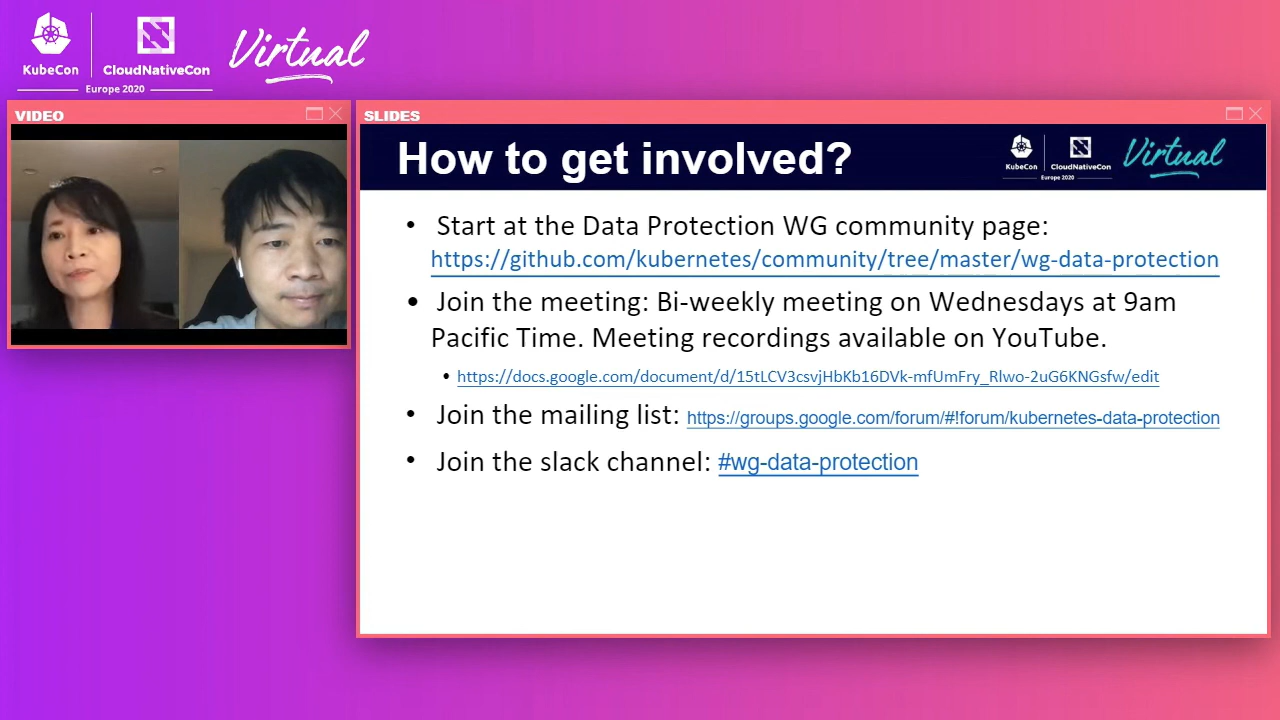 KubeCon
CloudNativeCon
Virtual
Europe 2020
VIDEO
SLIDES
How to get involved?
KubeCon
CloudNativeCon
Virtual
Europe 2020
• Start at the Data Protection WG community page:
https://github.com/kubernetes/community/tree/master/wg-data-protection
• Join the meeting: Bi-weekly meeting on Wednesdays at 9am
Pacific Time. Meeting recordings available on YouTube.
• https://docs.google.com/document/d/15tLCV3csvjHbKb16DVk-mfUmFry_Rlwo-2uG6KNGsfw/edit
• Join the mailing list: https://groups.google.com/forum/#!forum/kubernetes-data-protection
• Join the slack channel: #wg-data-protection